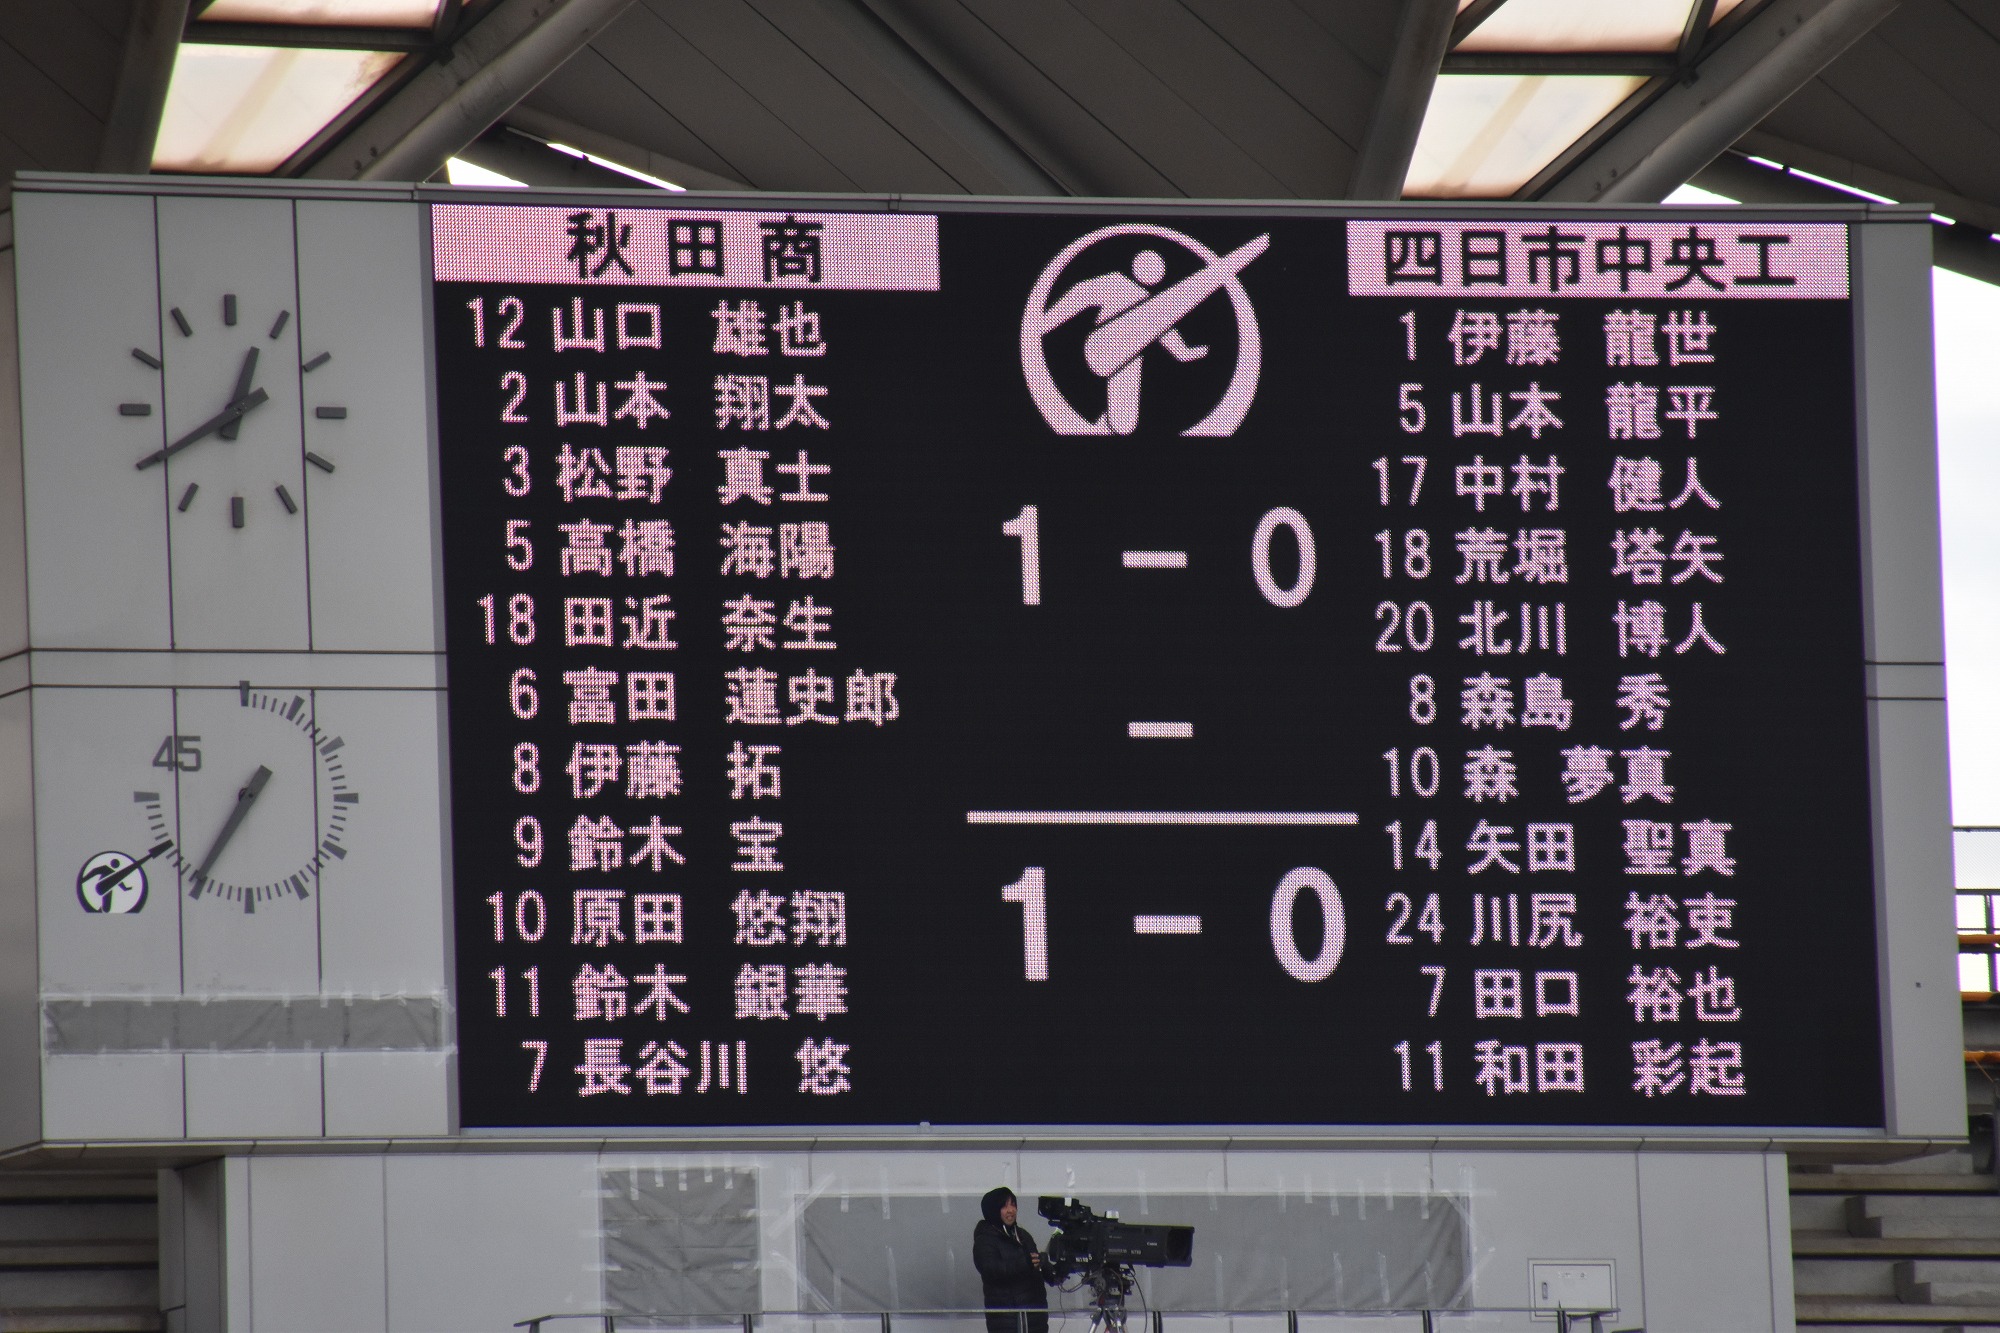 秋田商
12 山口 雄也
2 山本 翔太
3 松野 真士
5 高橋 海陽
18 田近 奈生
6 富田 蓮史郎
8 伊藤 拓
9 鈴木 宝
10 原田 悠翔
11 鈴木 銀華
7 長谷川 悠
1 - 0
-
1 - 0
四日市中央工
1 伊藤 龍世
5 山本 龍平
17 中村 健人
18 荒堀 塔矢
20 北川 博人
8 森島 秀
10 森 夢真
14 矢田 聖真
24 川尻 裕吏
7 田口 裕也
11 和田 彩起
45